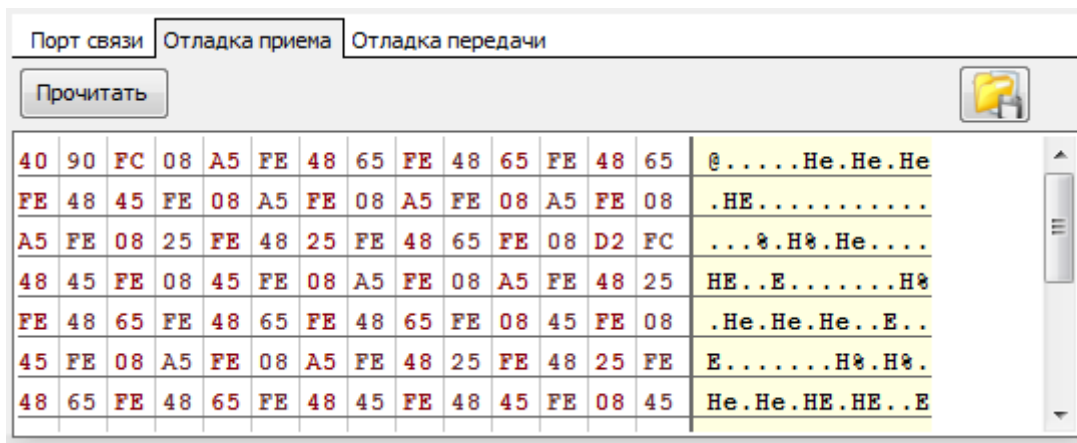 Порт связи Отладка приема Отладка передачи
Прочитать
40 90 FC 08 A5 FE 48 65 FE 48 65 FE 48 65 @.....He.He.He
FE 48 45 FE 08 A5 FE 08 A5 FE 08 A5 FE 08 .HE...........
A5 FE 08 25 FE 48 25 FE 48 65 FE 08 D2 FC ...%.H%.He....
48 45 FE 08 45 FE 08 A5 FE 08 A5 FE 48 25 HE..E.......H%
FE 48 65 FE 48 65 FE 48 65 FE 08 45 FE 08 .He.He.He..E..
45 FE 08 A5 FE 08 A5 FE 48 25 FE 48 25 FE E.......H%.H%.
48 65 FE 48 65 FE 48 45 FE 48 45 FE 08 45 He.He.HE.HE..E